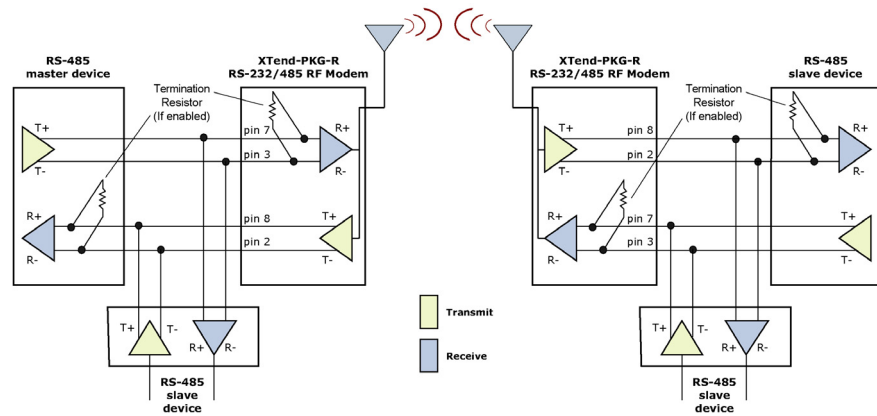 RS-485
master device
XTend-PKG-R
RS-232/485 RF Modem
Termination
Resistor
(If enabled)
T+
T-
pin 7
pin 3
R+
R-
R+
R-
pin 8
pin 2
T+
T-
T+
T-
R+
R-
RS-485
slave
device
Transmit
Receive
XTend-PKG-R
RS-232/485 RF Modem
RS-485
slave device
Termination
Resistor
(If enabled)
T+
T-
pin 8
pin 2
R+
R-
R+
R-
pin 7
pin 3
T+
T-
T+
T-
R+
R-
RS-485
slave
device